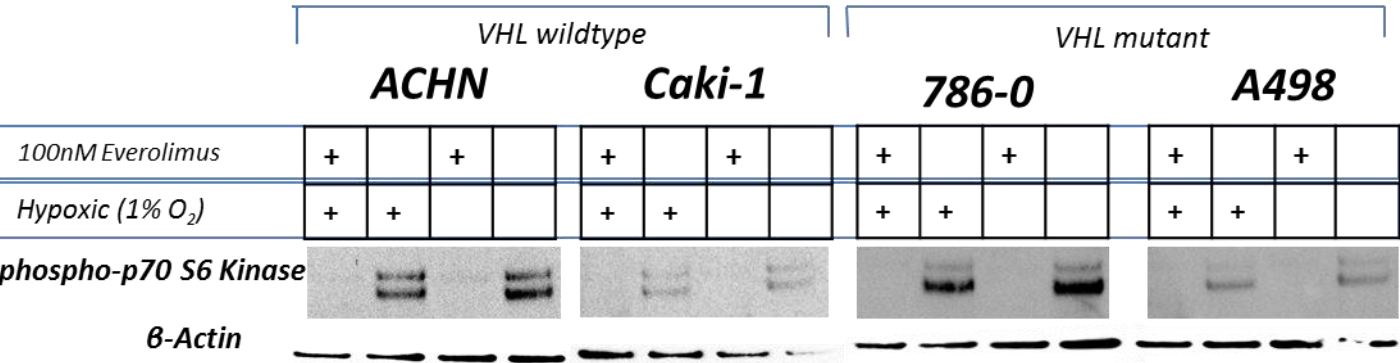 VHL wildtype VHL mutant
ACHN Caki-1 786-0 A498
100nM Everolimus + + + + + + + +
Hypoxic (1% O₂) + + + + + + + +
phospho-p70 S6 Kinase
β-Actin